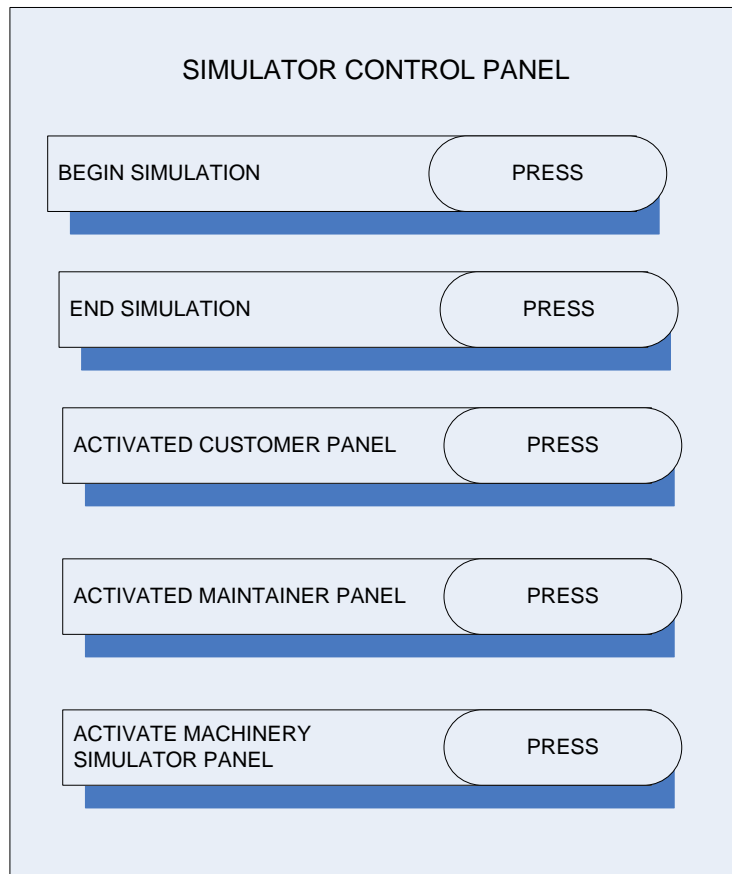 SIMULATOR CONTROL PANEL
BEGIN SIMULATION PRESS
END SIMULATION PRESS
ACTIVATED CUSTOMER PANEL PRESS
ACTIVATED MAINTAINER PANEL PRESS
ACTIVATE MACHINERY
SIMULATOR PANEL
PRESS